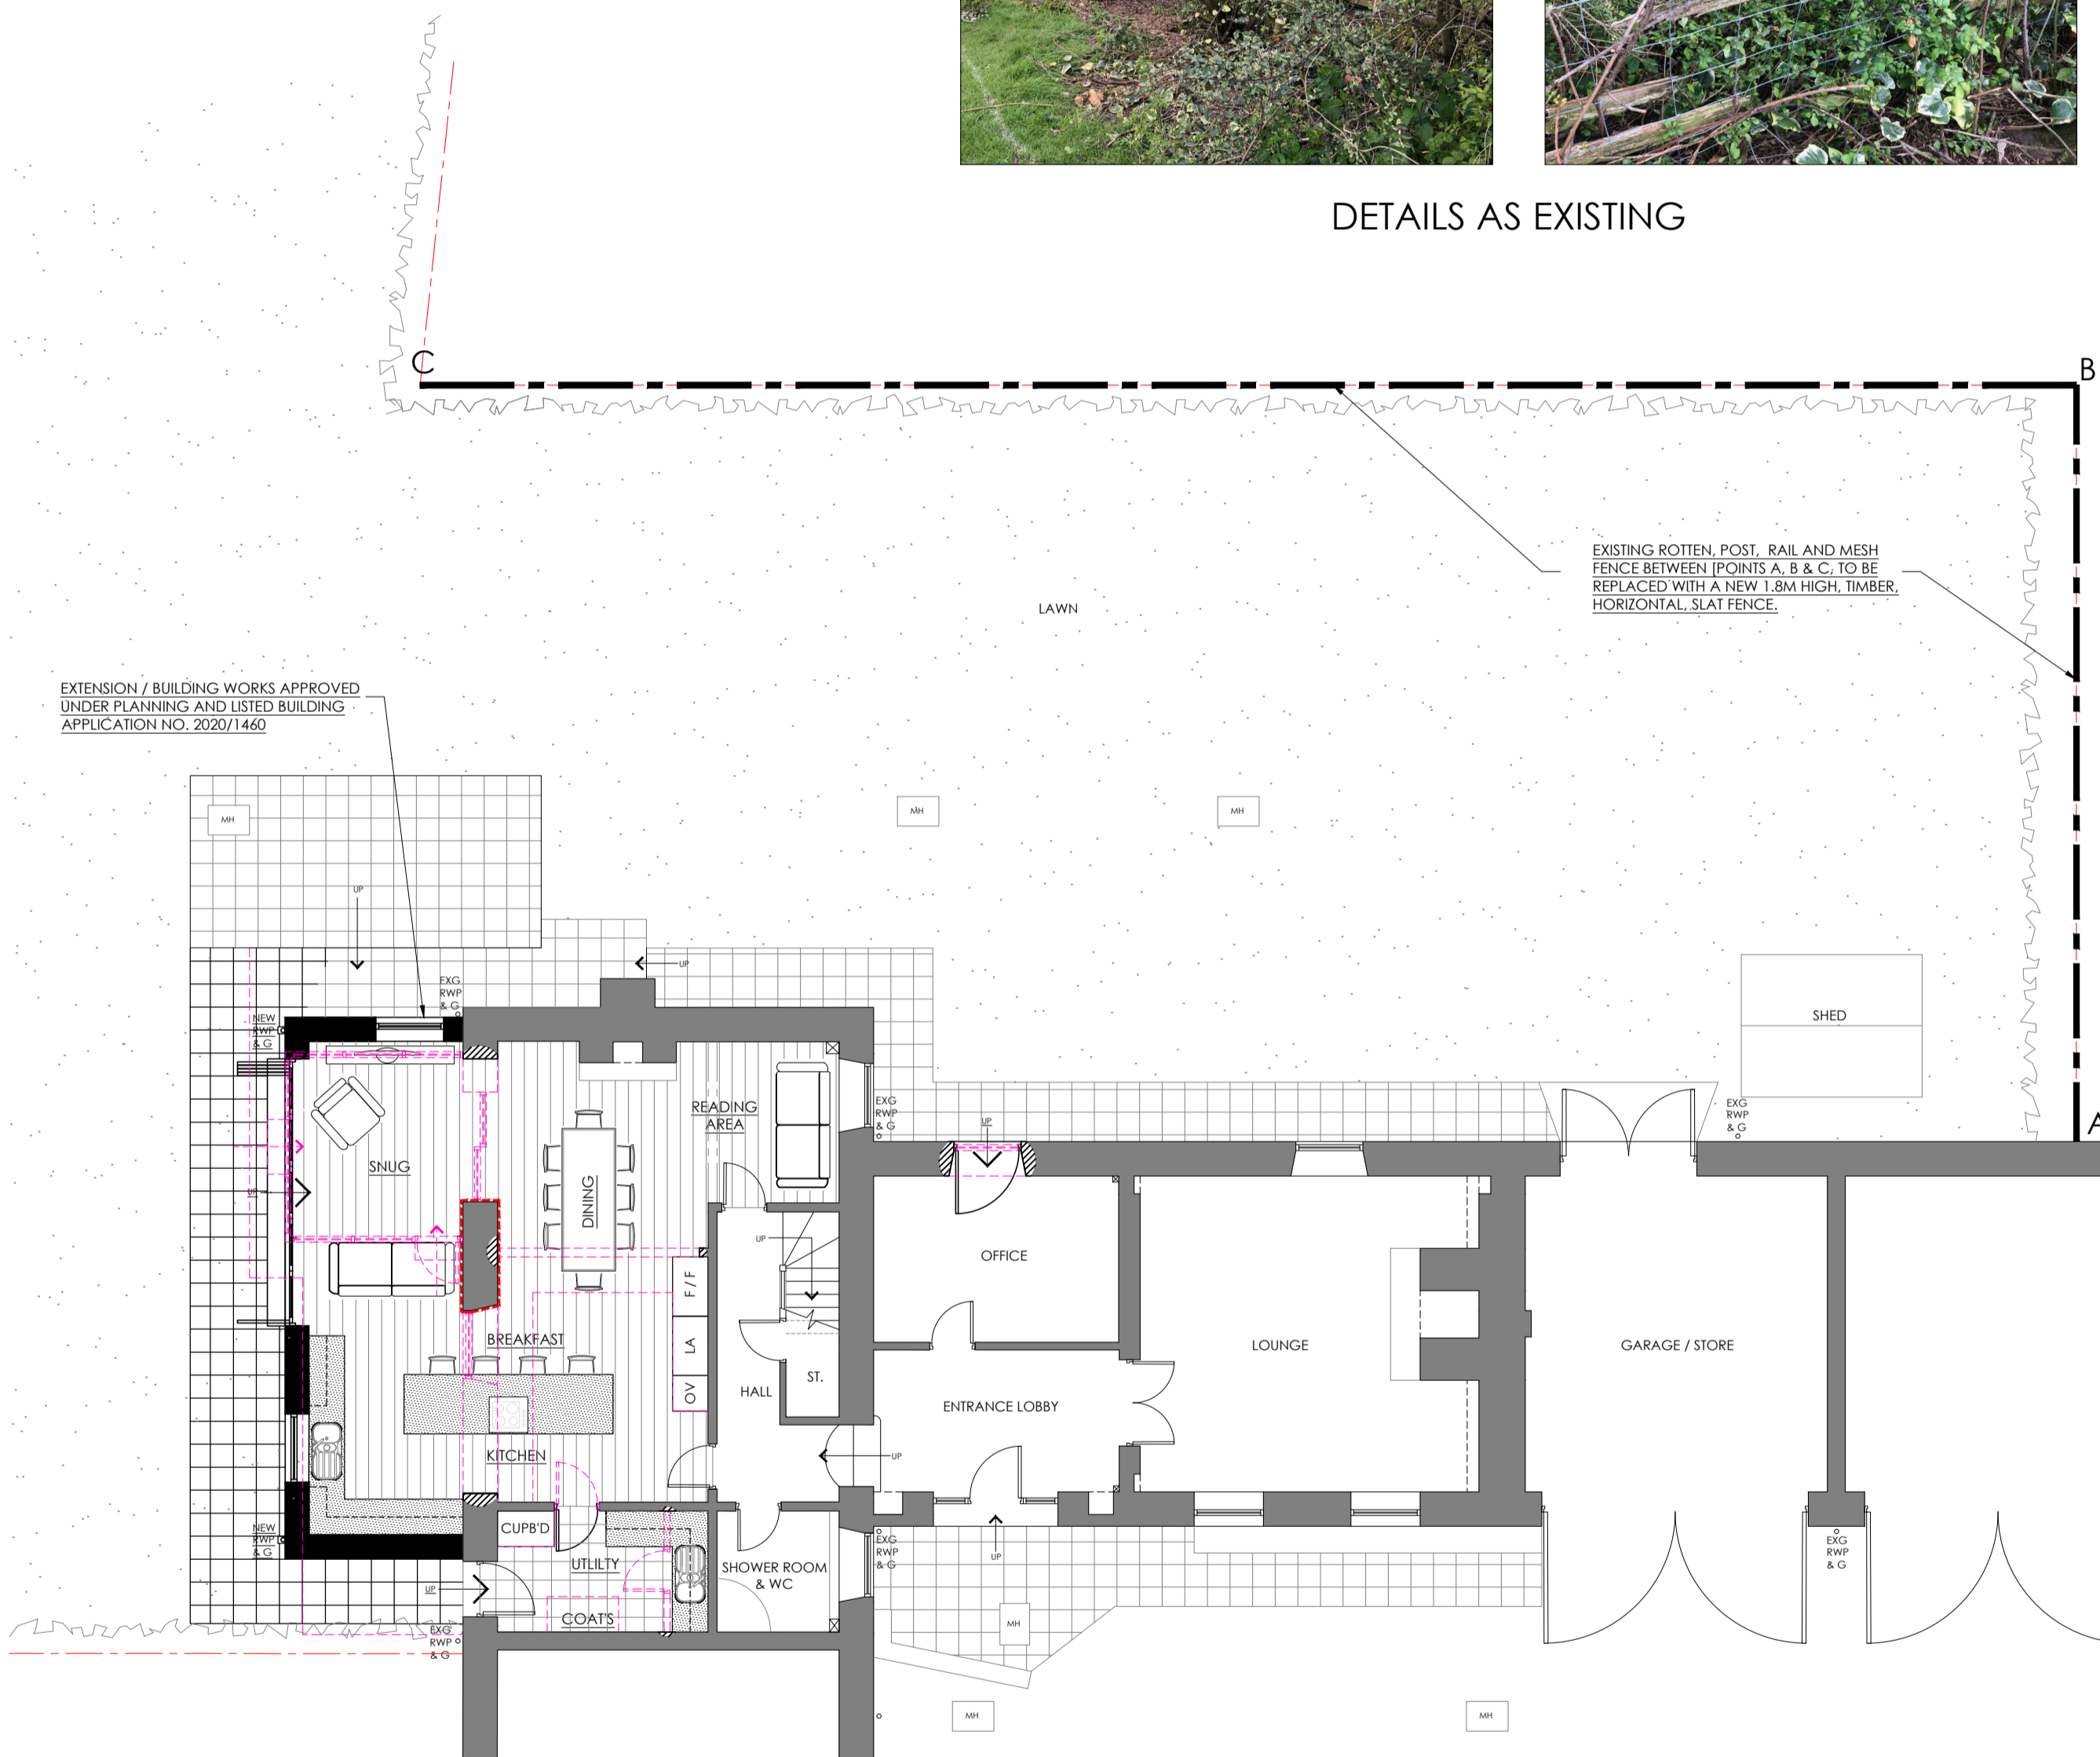 DETAILS AS EXISTING
C
B
EXISTING ROTTEN, POST, RAIL AND MESH
FENCE BETWEEN [POINTS A, B & C, TO BE
REPLACED WITH A NEW 1.8M HIGH, TIMBER,
HORIZONTAL, SLAT FENCE.
LAWN
EXTENSION / BUILDING WORKS APPROVED
UNDER PLANNING AND LISTED BUILDING
APPLICATION NO. 2020/1460
MH
MH
MH
UP
UP
EXG
RWP
& G
NEW
RWP
& G
SHED
EXG
RWP
& G
EXG
RWP
& G
A
READING
AREA
UP
SNUG
UP
DINING
UP
OFFICE
F / F
BREAKFAST
LA
LOUNGE
GARAGE / STORE
ST.
HALL
OV
ENTRANCE LOBBY
KITCHEN
UP
CUPB'D
NEW
RWP
& G
UTLILTY
EXG
RWP
& G
UP
EXG
RWP
& G
SHOWER ROOM
& WC
UP
COAT'S
EXG
RWP
& G
MH
MH
MH